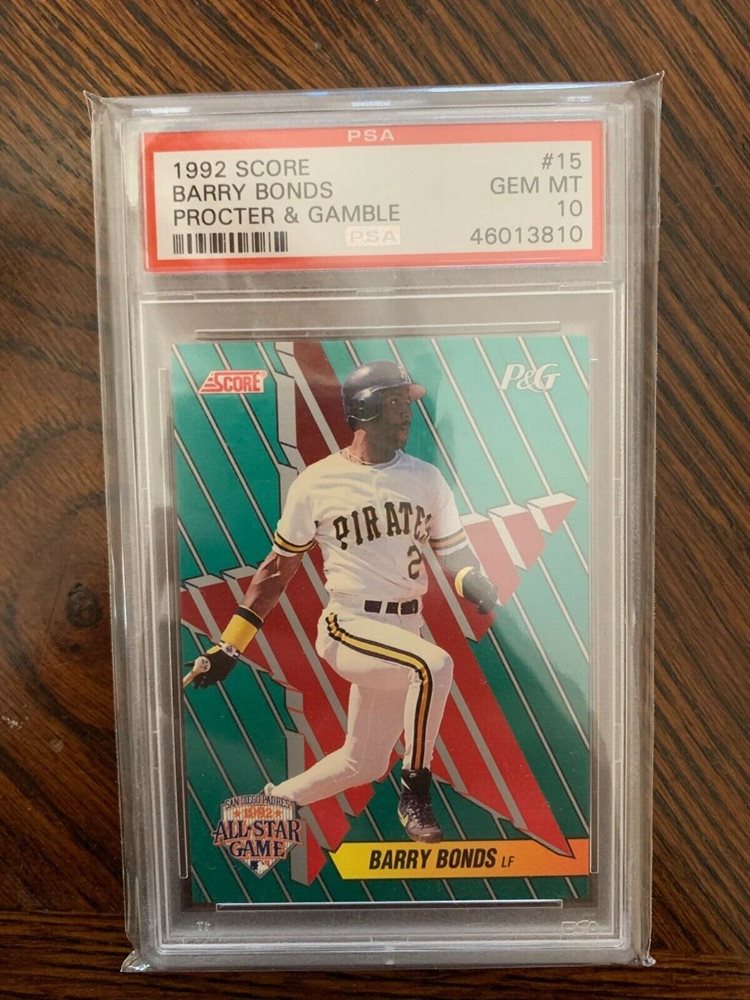 PSA
1992 SCORE #15
BARRY BONDS GEM MT
PROCTER & GAMBLE 10
PSA 46013810
SCORE P&G
PIRATES
2
SAN DIEGO PADRES
1992
ALL-STAR
GAME
BARRY BONDS LF
PSA